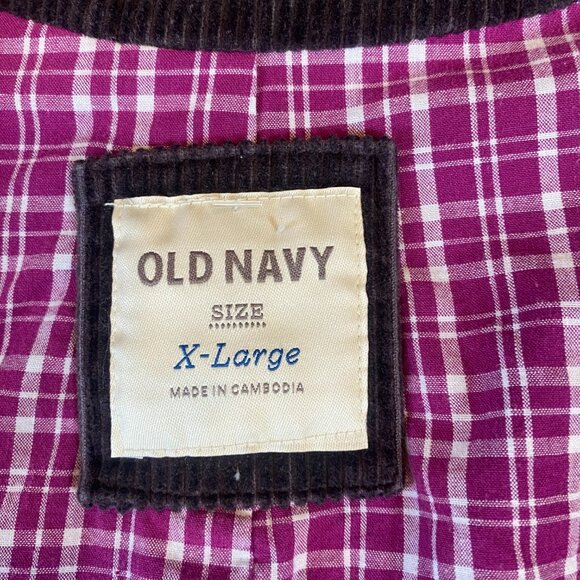 OLD NAVY
SIZE
X-Large
MADE IN CAMBODIA